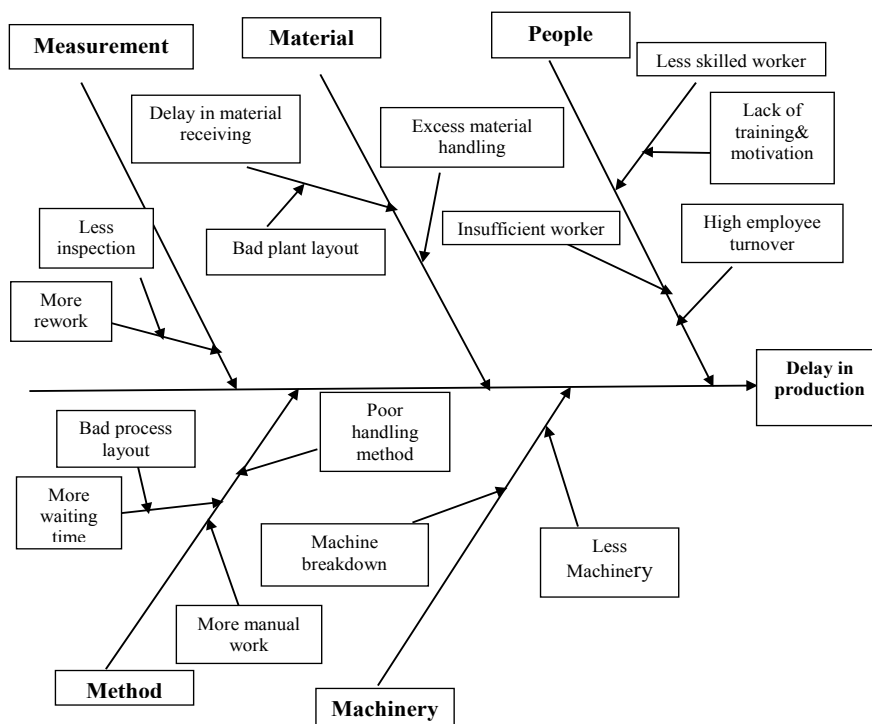 Measurement
Material
People
Less skilled worker
Delay in material
receiving
Excess material
handling
Lack of
training&
motivation
Less
inspection
Bad plant layout
Insufficient worker
High employee
turnover
More
rework
Delay in
production
Bad process
layout
Poor
handling
method
More
waiting
time
Machine
breakdown
Less
Machinery
More manual
work
Method
Machinery